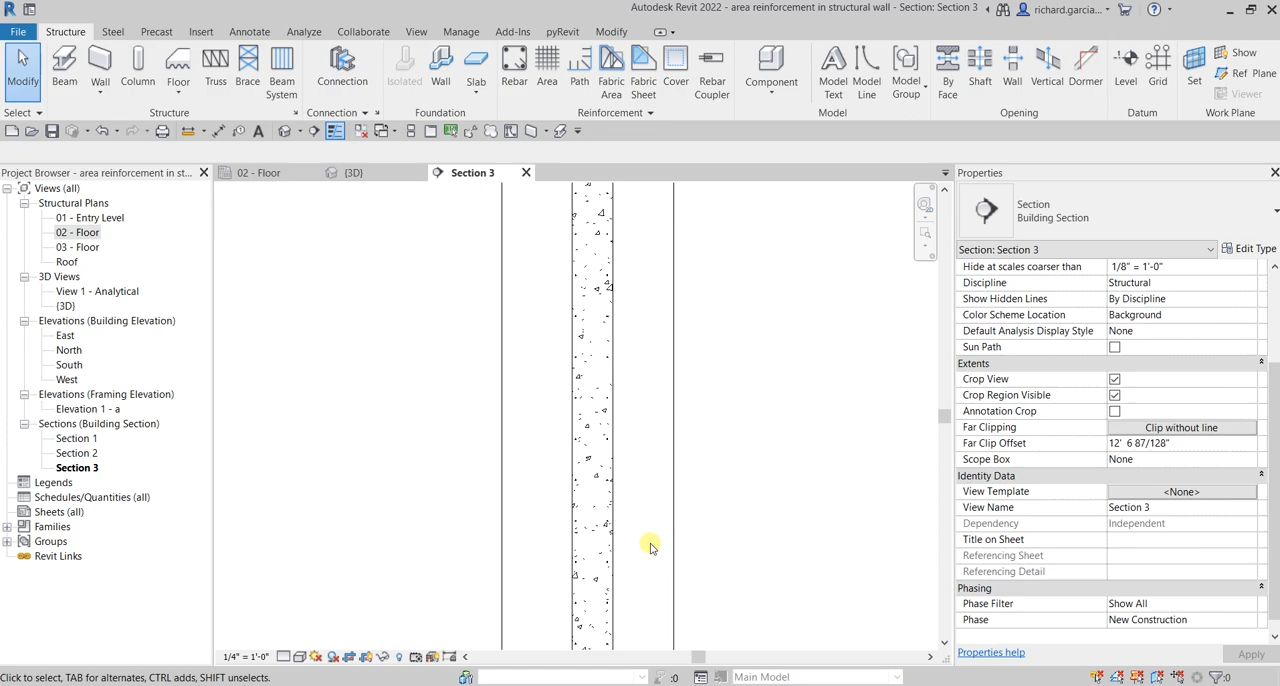 Autodesk Revit 2022 - area reinforcement in structural wall - Section: Section 3
richard.garcia...
File
Structure
Steel
Precast
Architecture
Insert
Annotate
Analyze
Collaborate
View
Manage
Add-Ins
pyRevit
Modify
Modify
Beam
Wall
Column
Floor
Truss
Brace
Beam
System
Connection
Isolated
Wall
Slab
Rebar
Area
Path
Fabric
Area
Fabric
Sheet
Cover
Rebar
Coupler
Component
Model
Text
Model
Line
Model
Group
By
Face
Shaft
Wall
Vertical
Dormer
Level
Grid
Set
Show
Ref Plane
Viewer
Select
Structure
Connection
Foundation
Reinforcement
Model
Opening
Datum
Work Plane
Project Browser - area reinforcement in st...
02 - Floor
{3D}
Section 3
Properties
Views (all)
Structural Plans
01 - Entry Level
02 - Floor
03 - Floor
Roof
3D Views
View 1 - Analytical
{3D}
Elevations (Building Elevation)
East
North
South
West
Elevations (Framing Elevation)
Elevation 1 - a
Sections (Building Section)
Section 1
Section 2
Section 3
Legends
Schedules/Quantities (all)
Sheets (all)
Families
Groups
Revit Links
Section
Building Section
Section: Section 3
Edit Type
Hide at scales coarser than 1/8" = 1'-0"
Discipline Structural
Show Hidden Lines By Discipline
Color Scheme Location Background
Default Analysis Display Style None
Sun Path
Extents
Crop View
Crop Region Visible
Annotation Crop
Far Clipping Clip without line
Far Clip Offset 12' 6 87/128"
Scope Box None
Identity Data
View Template <None>
View Name Section 3
Dependency Independent
Title on Sheet
Referencing Sheet
Referencing Detail
Phasing
Phase Filter Show All
Phase New Construction
Properties help
Apply
1/4" = 1'-0"
Click to select, TAB for alternates, CTRL adds, SHIFT unselects.
:0
Main Model
:0